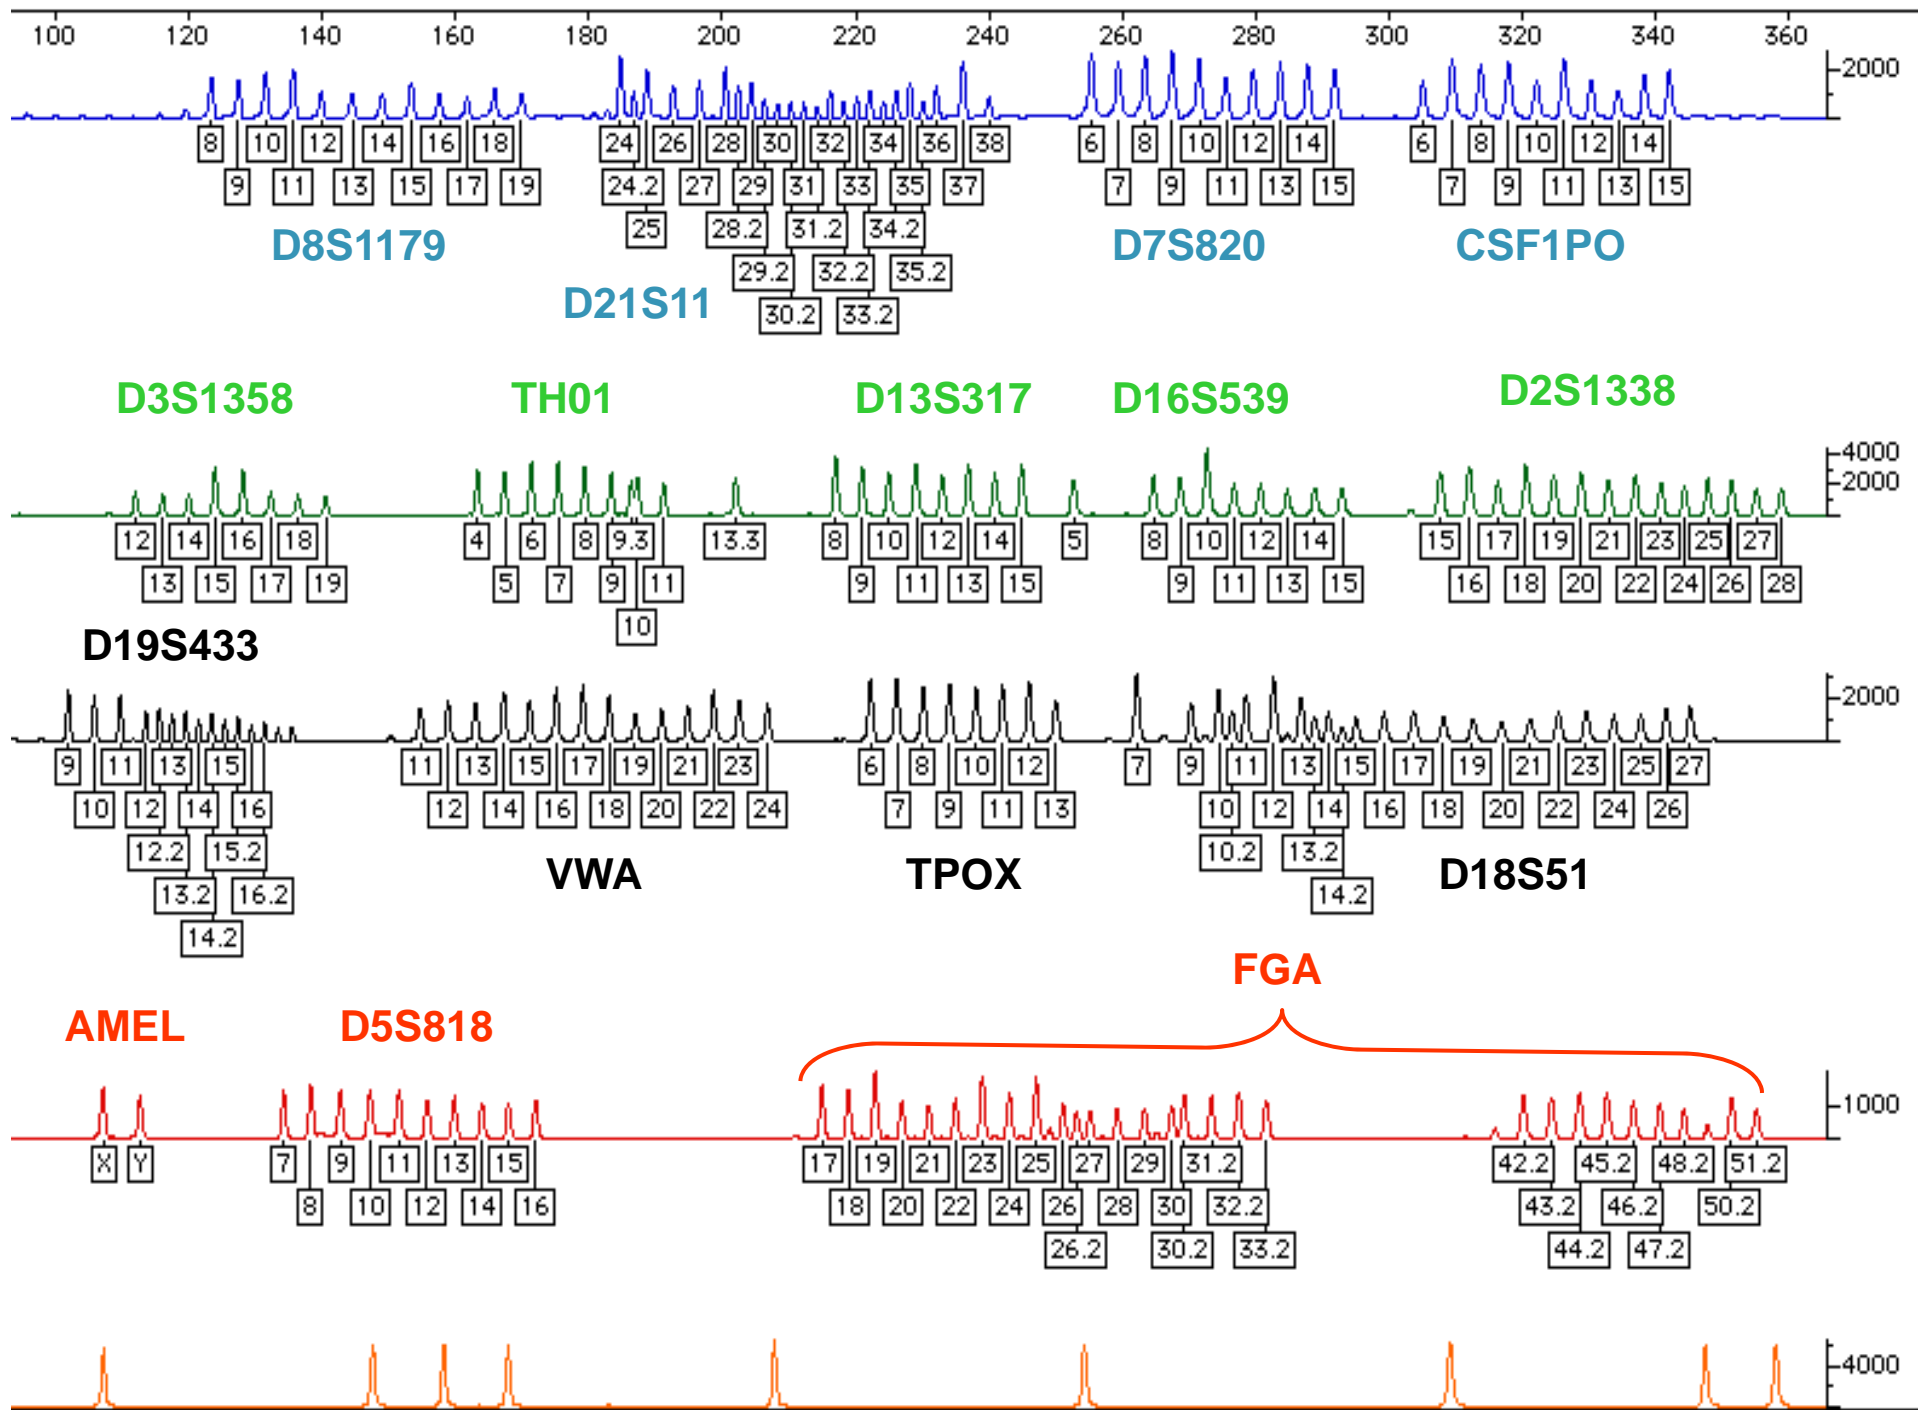 100 120 140 160 180 200 220 240 260 280 300 320 340 360
2000
8 10 12 14 16 18 24 26 28 30 32 34 36 38 6 8 10 12 14 6 8 10 12 14
9 11 13 15 17 19 24.2 27 29 31 33 35 37 7 9 11 13 15 7 9 11 13 15
25 28.2 31.2 34.2
D8S1179 D7S820 CSF1PO
29.2 32.2 35.2
D21S11
30.2 33.2
D3S1358 TH01 D13S317 D16S539 D2S1338
4000
2000
12 14 16 18 4 6 8 9.3 13.3 8 10 12 14 5 8 10 12 14 15 17 19 21 23 25 27
13 15 17 19 5 7 9 11 9 11 13 15 9 11 13 15 16 18 20 22 24 26 28
10
D19S433
2000
9 11 13 15 11 13 15 17 19 21 23 6 8 10 12 7 9 11 13 15 17 19 21 23 25 27
10 12 14 16 12 14 16 18 20 22 24 7 9 11 13 10 12 14 16 18 20 22 24 26
12.2 15.2 10.2 13.2
VWA TPOX D18S51
13.2 16.2 14.2
14.2
FGA
AMEL D5S818
1000
X Y 7 9 11 13 15 17 19 21 23 25 27 29 31.2 42.2 45.2 48.2 51.2
8 10 12 14 16 18 20 22 24 26 28 30 32.2 43.2 46.2 50.2
26.2 30.2 33.2 44.2 47.2
4000